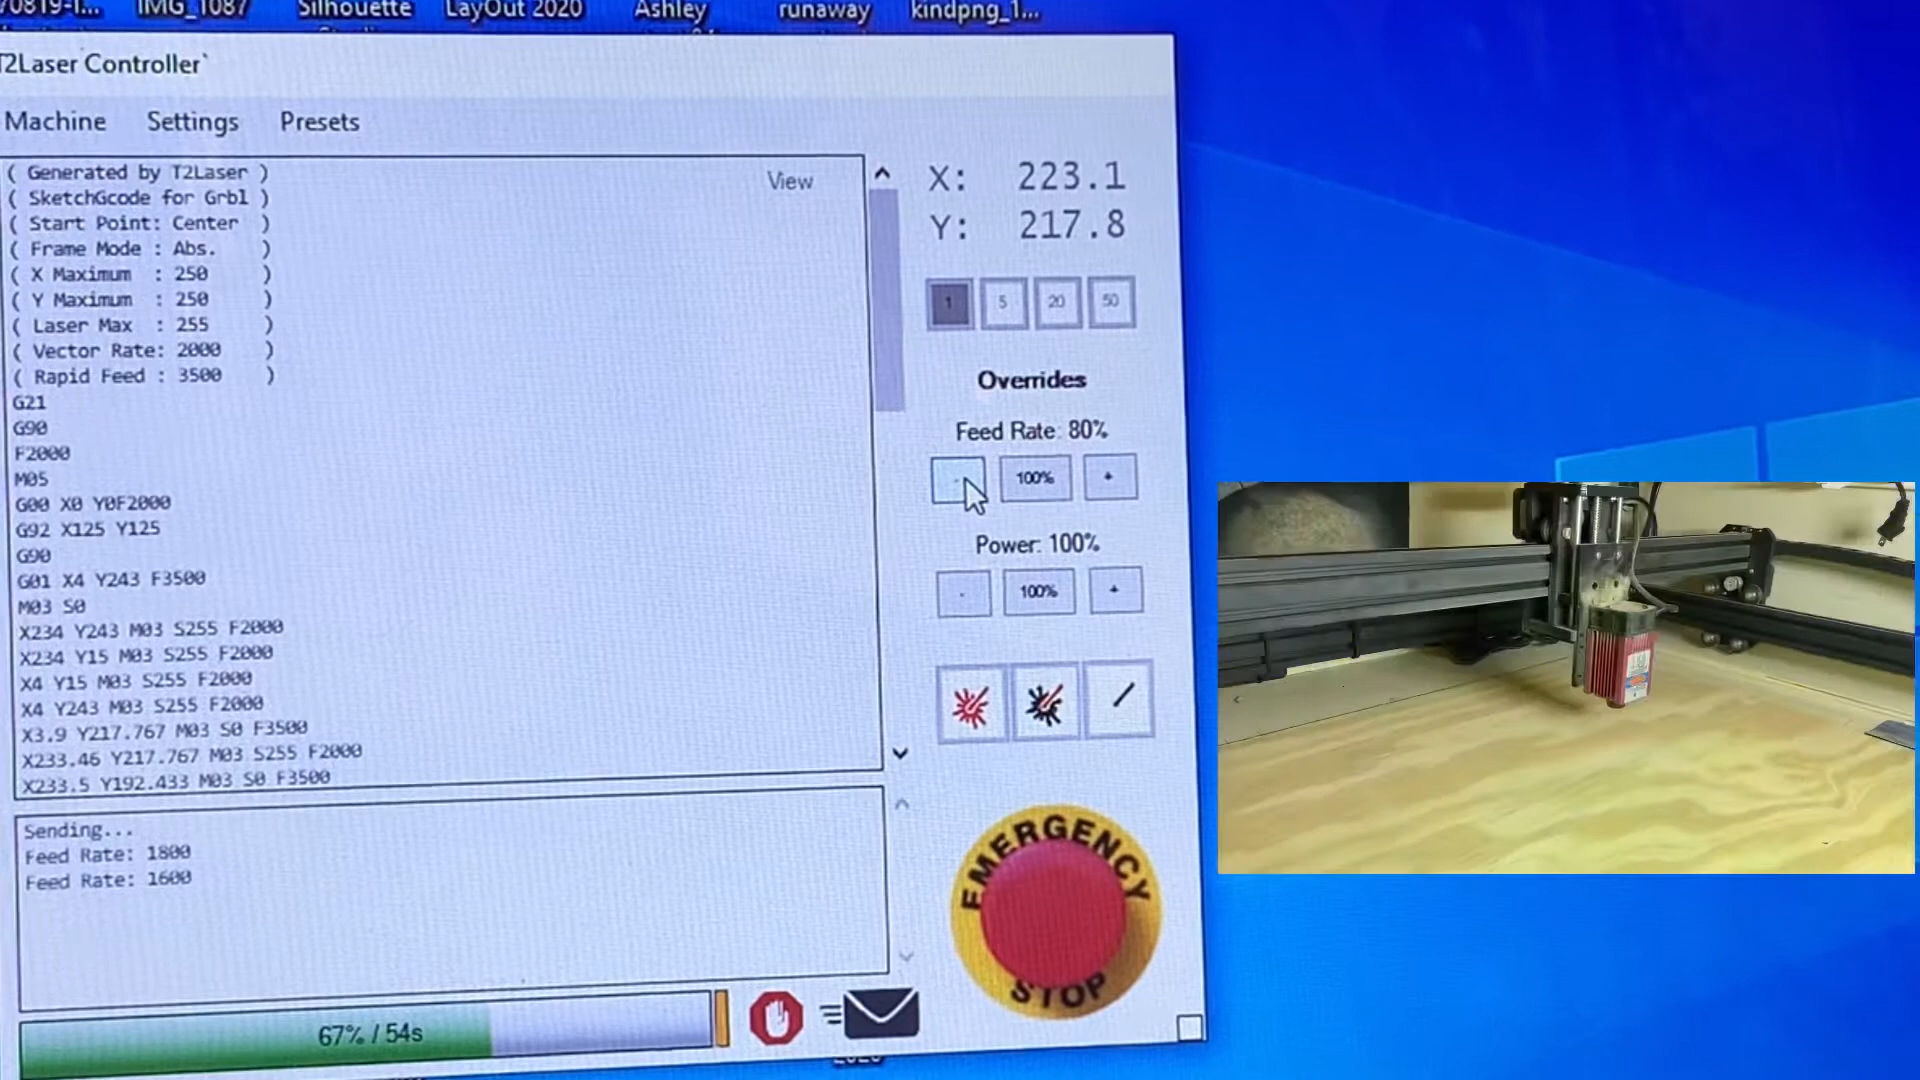 IMG_1087
Silhouette
LayOut 2020
Ashley
runaway
kindpng_1...
T2Laser Controller`
Machine
Settings
Presets
( Generated by T2Laser )
( SketchGcode for Grbl )
( Start Point: Center )
( Frame Mode : Abs. )
( X Maximum : 250 )
( Y Maximum : 250 )
( Laser Max : 255 )
( Vector Rate: 2000 )
( Rapid Feed : 3500 )
G21
G90
F2000
M05
G00 X0 Y0F2000
G92 X125 Y125
G90
G01 X4 Y243 F3500
M03 S0
X234 Y243 M03 S255 F2000
X234 Y15 M03 S255 F2000
X4 Y15 M03 S255 F2000
X4 Y243 M03 S255 F2000
X3.9 Y217.767 M03 S0 F3500
X233.46 Y217.767 M03 S255 F2000
X233.5 Y192.433 M03 S0 F3500
View
X: 223.1
Y: 217.8
1
5
20
50
Overrides
Feed Rate: 80%
-
100%
+
Power: 100%
-
100%
+
EMERGENCY
STOP
Sending...
Feed Rate: 1800
Feed Rate: 1600
67% / 54s